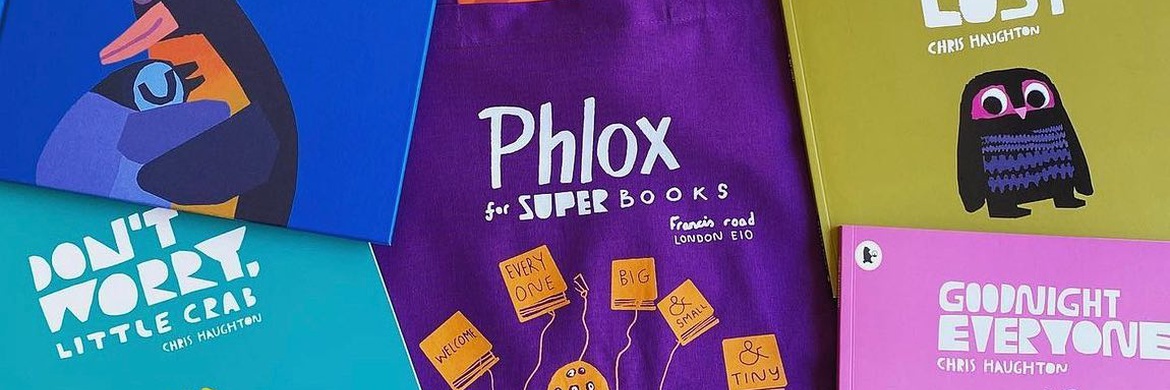 LOST
CHRIS HAUGHTON
Phlox
for SUPER BOOKS
Francis road
LONDON E10
DON'T
WORRY,
LITTLE CRAB
CHRIS HAUGHTON
WELCOME
EVERY
ONE
BIG
& SMALL
& TINY
GOODNIGHT
EVERYONE
CHRIS HAUGHTON